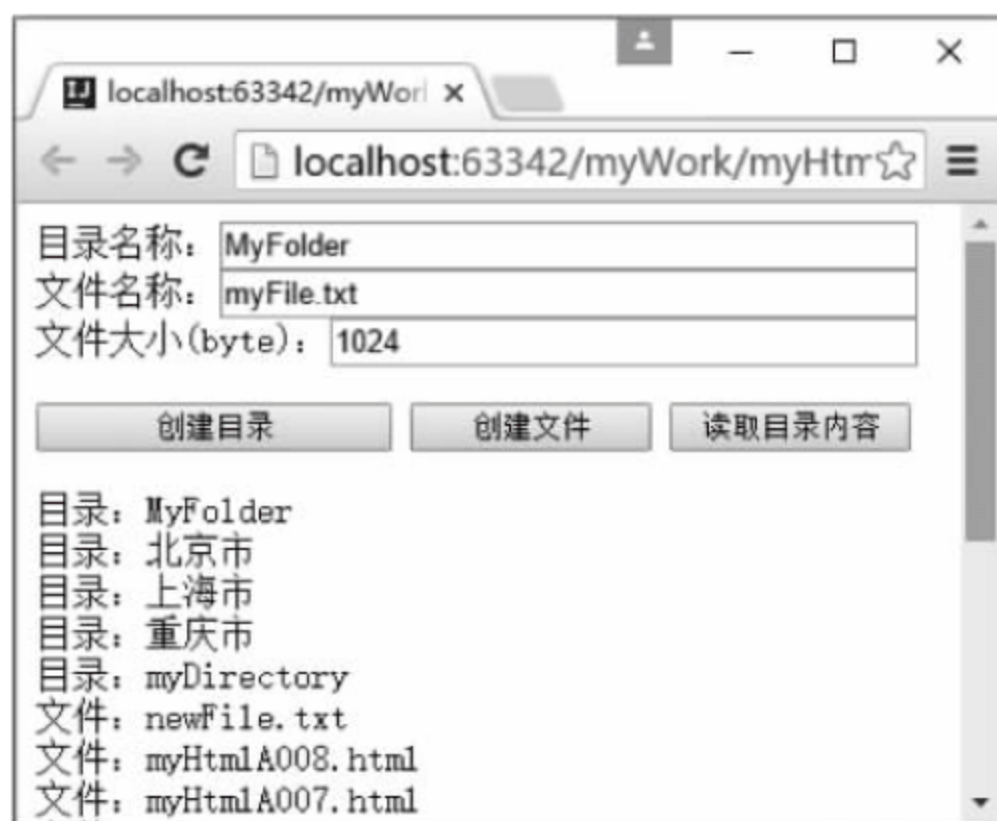 localhost:63342/myWor
localhost:63342/myWork/myHtm
目录名称：MyFolder
文件名称：myFile.txt
文件大小(byte)：1024
创建目录 创建文件 读取目录内容
目录：MyFolder
目录：北京市
目录：上海市
目录：重庆市
目录：myDirectory
文件：newFile.txt
文件：myHtmlA008.html
文件：myHtmlA007.html